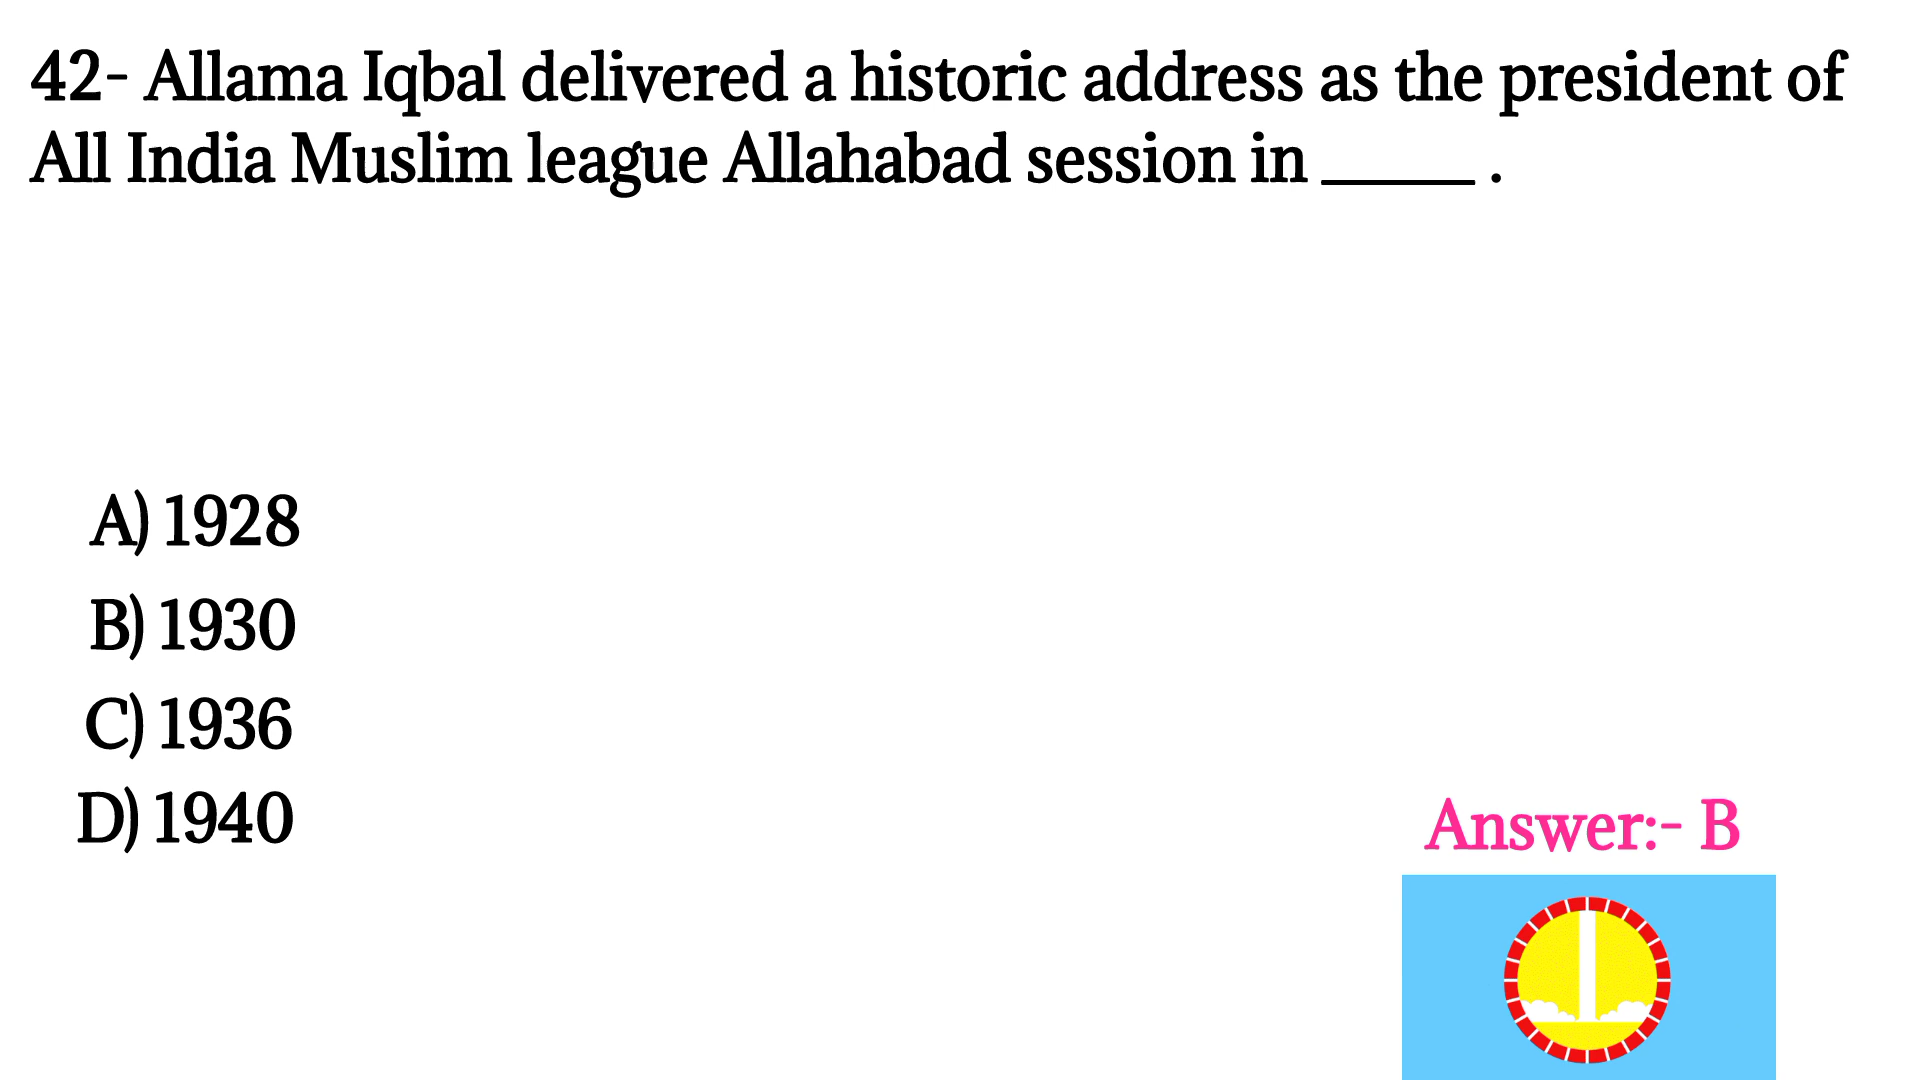 42- Allama Iqbal delivered a historic address as the president of
All India Muslim league Allahabad session in _____ .
A) 1928
B) 1930
C) 1936
D) 1940
Answer:- B